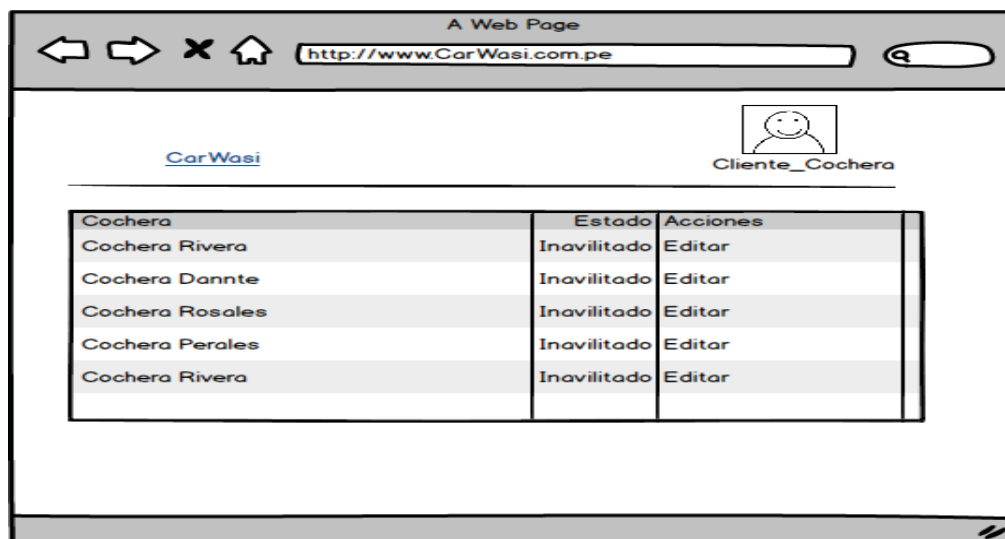 A Web Page
http://www.CarWasi.com.pe
CarWasi
Cliente_Cochera
Cochera Estado Acciones
Cochera Rivera Inavilitado Editar
Cochera Dannte Inavilitado Editar
Cochera Rosales Inavilitado Editar
Cochera Perales Inavilitado Editar
Cochera Rivera Inavilitado Editar